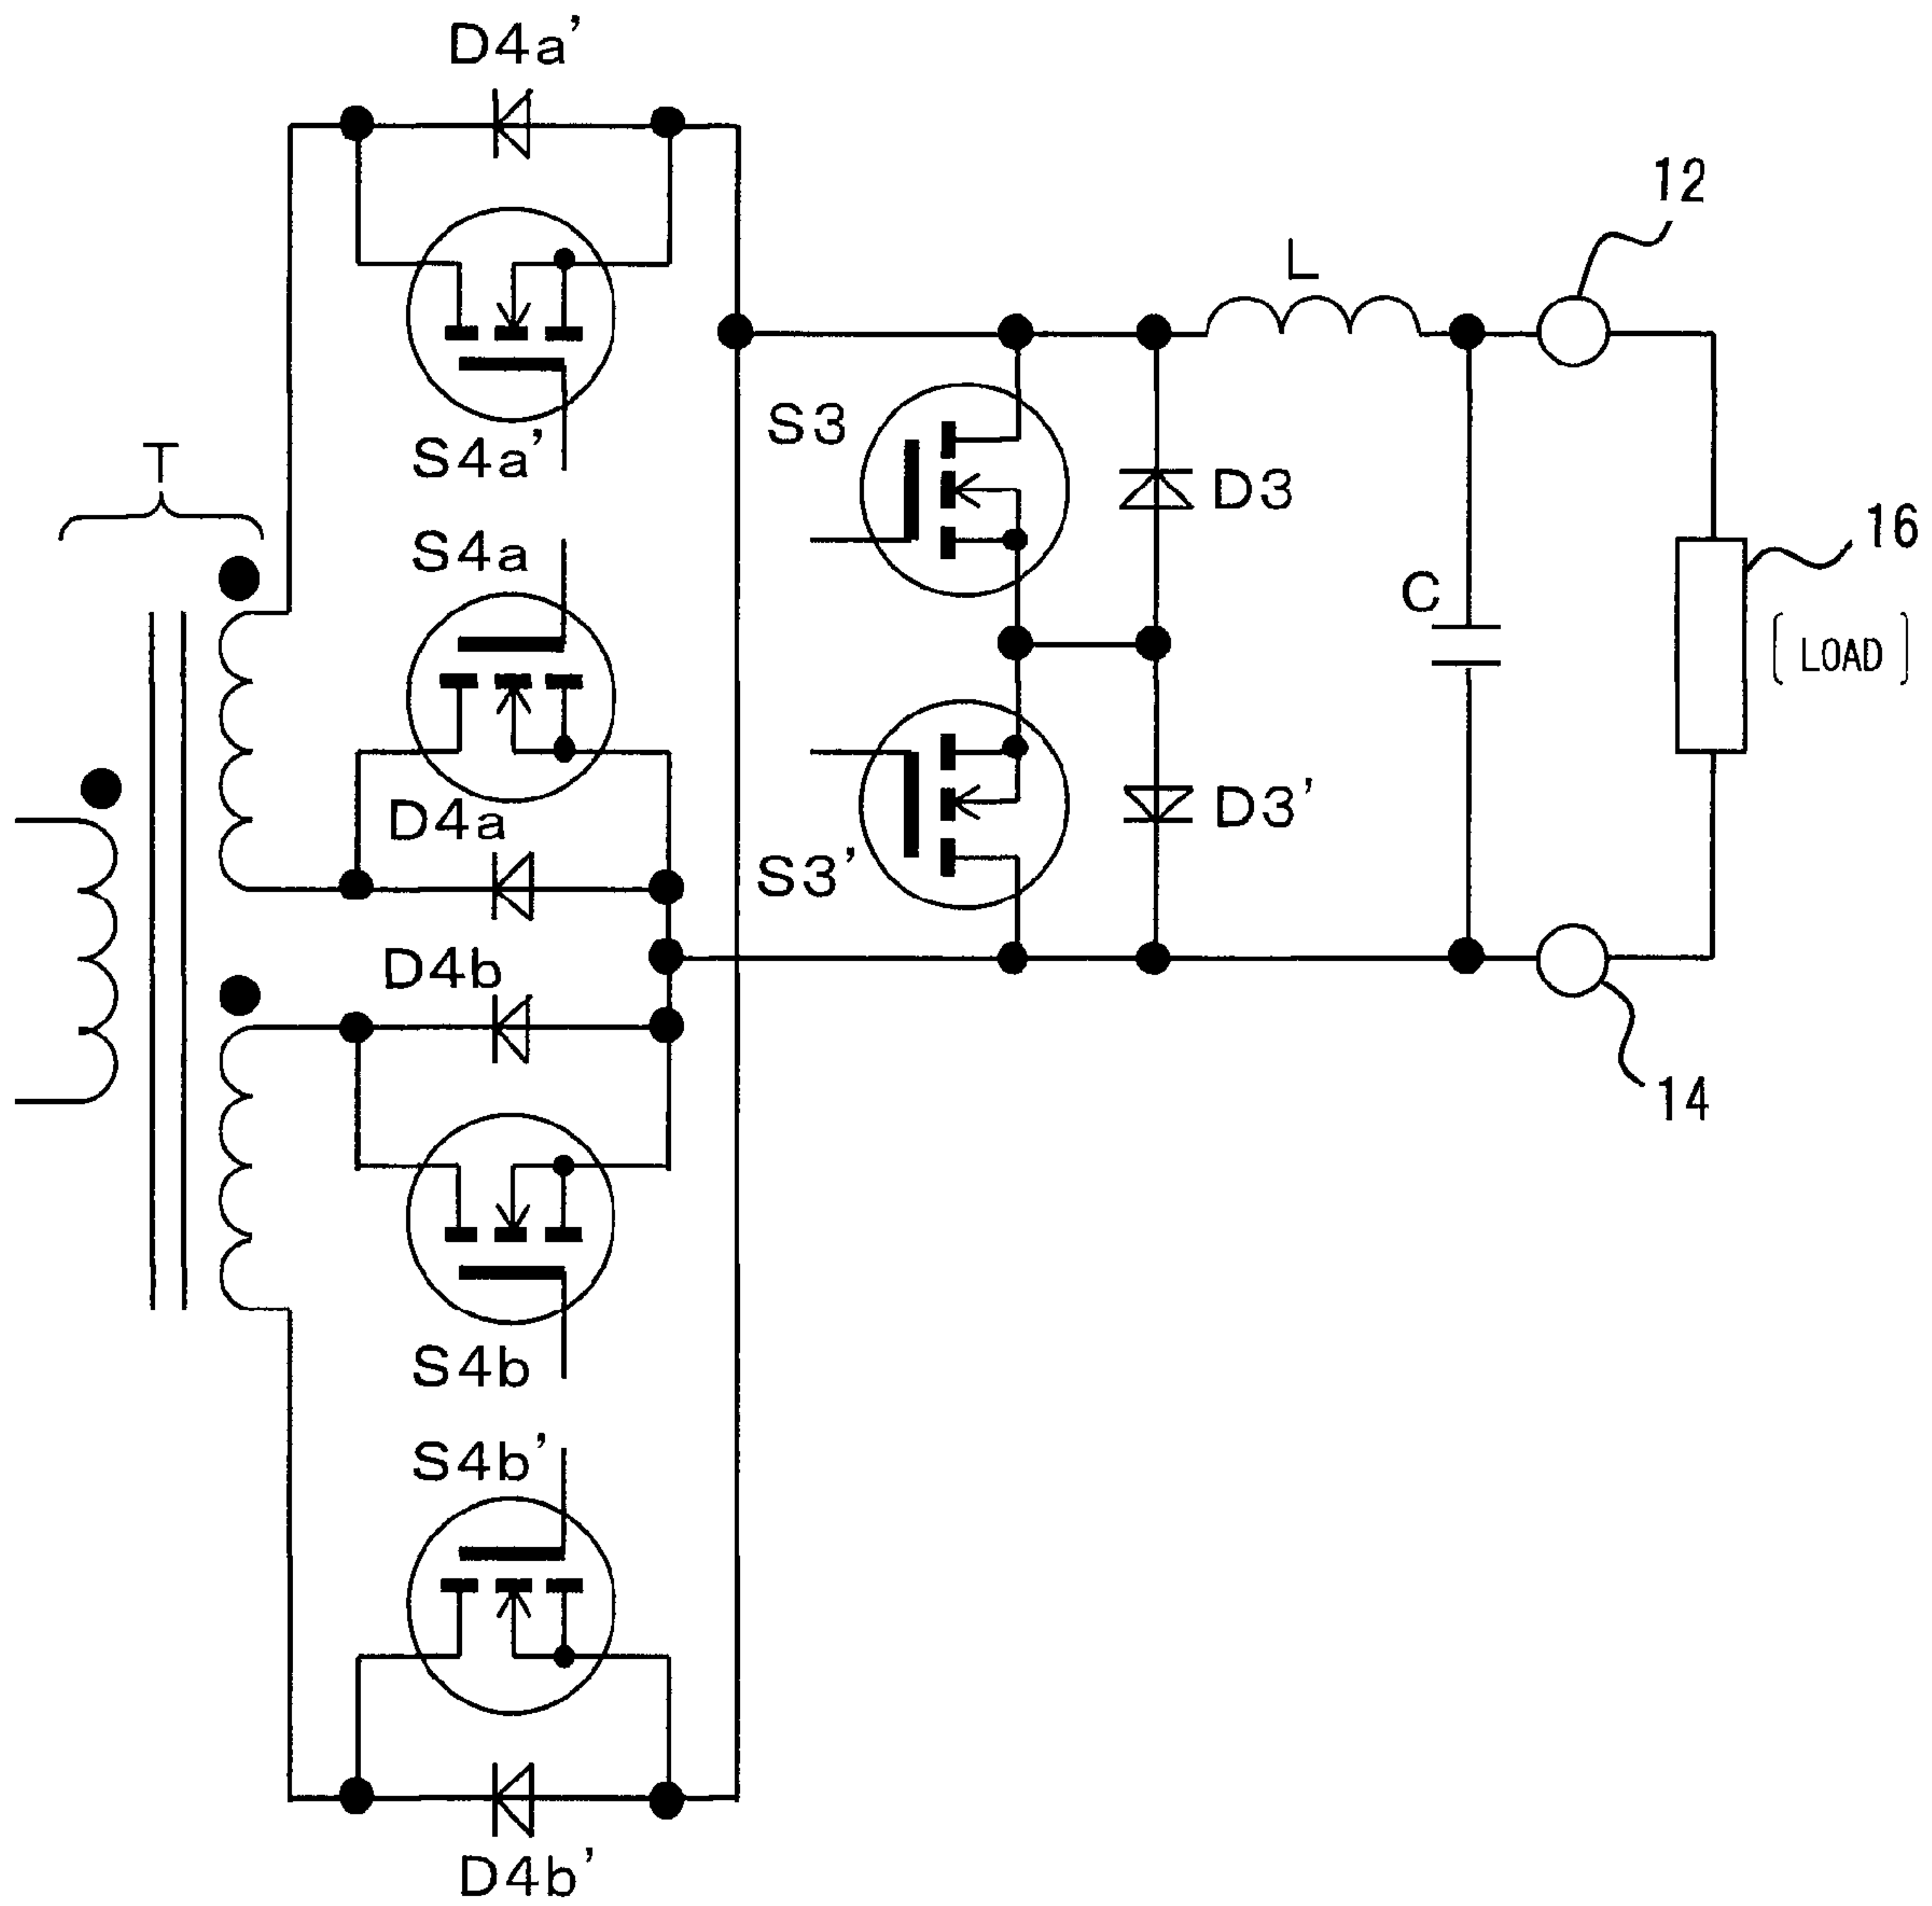 D4a'
12
L
S3
S4a'
T
D3
16
S4a
C
[ LOAD ]
D4a
D3'
S3'
D4b
14
S4b
S4b'
D4b'